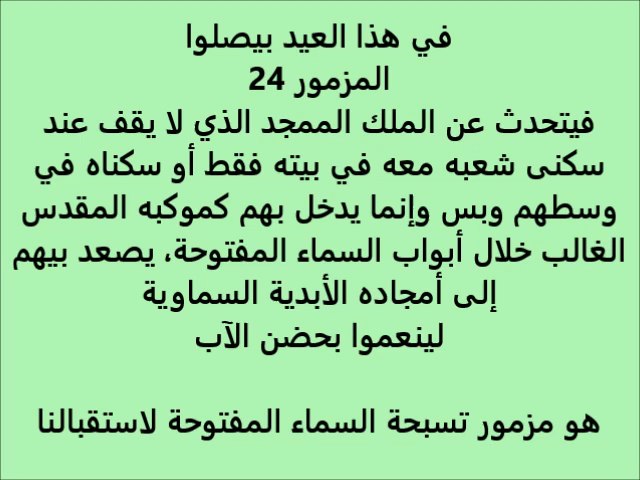 في هذا العيد بيصلوا
المزمور 24
فيتحدث عن الملك الممجد الذي لا يقف عند
سكنى شعبه معه في بيته فقط أو سكناه في
وسطهم وبس وإنما يدخل بهم كموكبه المقدس
الغالب خلال أبواب السماء المفتوحة، يصعد بيهم
إلى أمجاده الأبدية السماوية
لينعموا بحضن الآب
هو مزمور تسبحة السماء المفتوحة لاستقبالنا